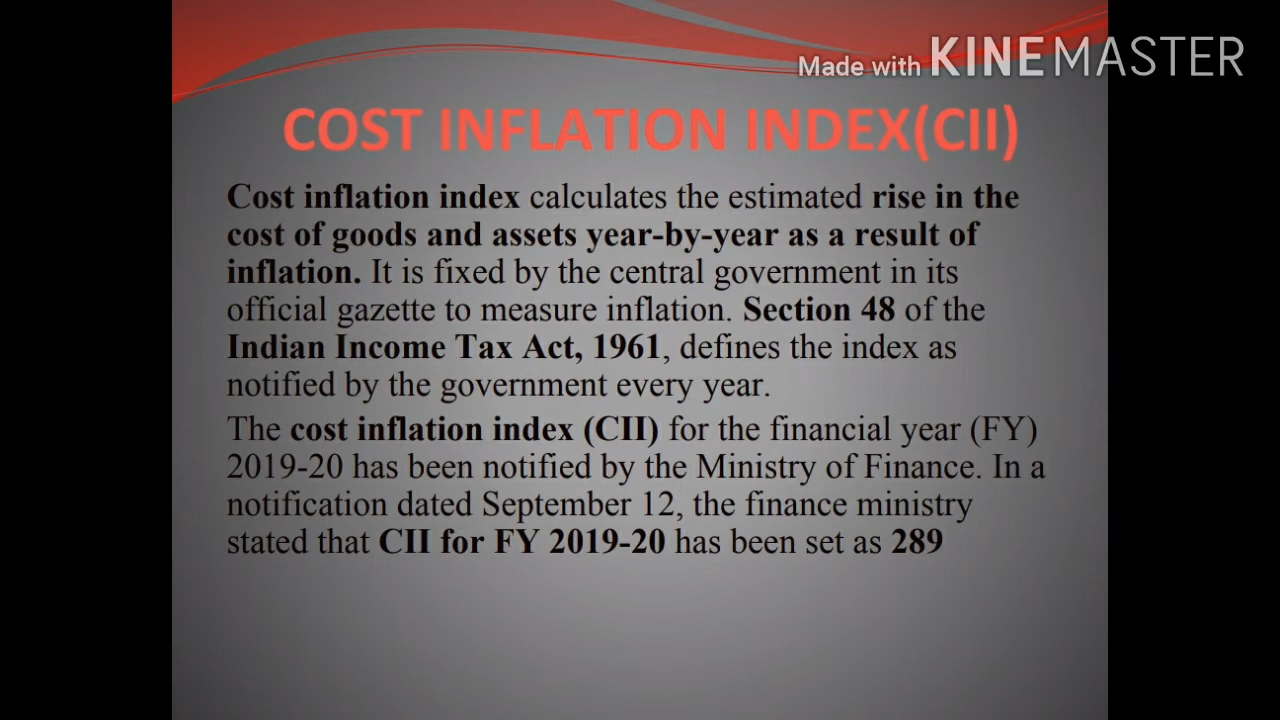 Made with KINEMASTER
COST INFLATION INDEX(CII)
Cost inflation index calculates the estimated rise in the
cost of goods and assets year-by-year as a result of
inflation. It is fixed by the central government in its
official gazette to measure inflation. Section 48 of the
Indian Income Tax Act, 1961, defines the index as
notified by the government every year.
The cost inflation index (CII) for the financial year (FY)
2019-20 has been notified by the Ministry of Finance. In a
notification dated September 12, the finance ministry
stated that CII for FY 2019-20 has been set as 289